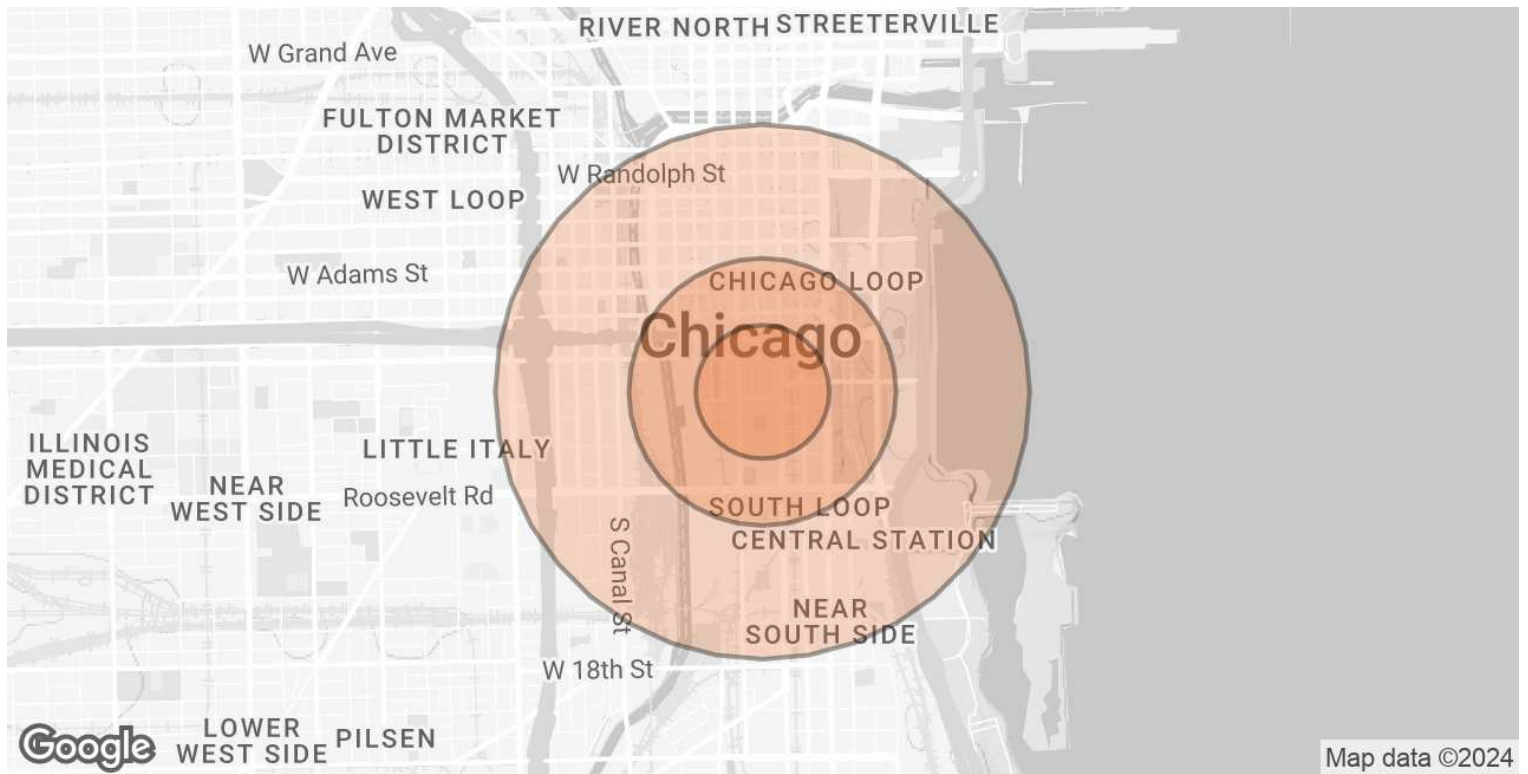 RIVER NORTH
STREETERVILLE
W Grand Ave
FULTON MARKET
DISTRICT
W Randolph St
WEST LOOP
W Adams St
CHICAGO LOOP
Chicago
ILLINOIS
MEDICAL
DISTRICT
LITTLE ITALY
NEAR
WEST SIDE
Roosevelt Rd
SOUTH LOOP
CENTRAL STATION
S Canal St
NEAR
SOUTH SIDE
W 18th St
LOWER
WEST SIDE
PILSEN
Google
Map data ©2024